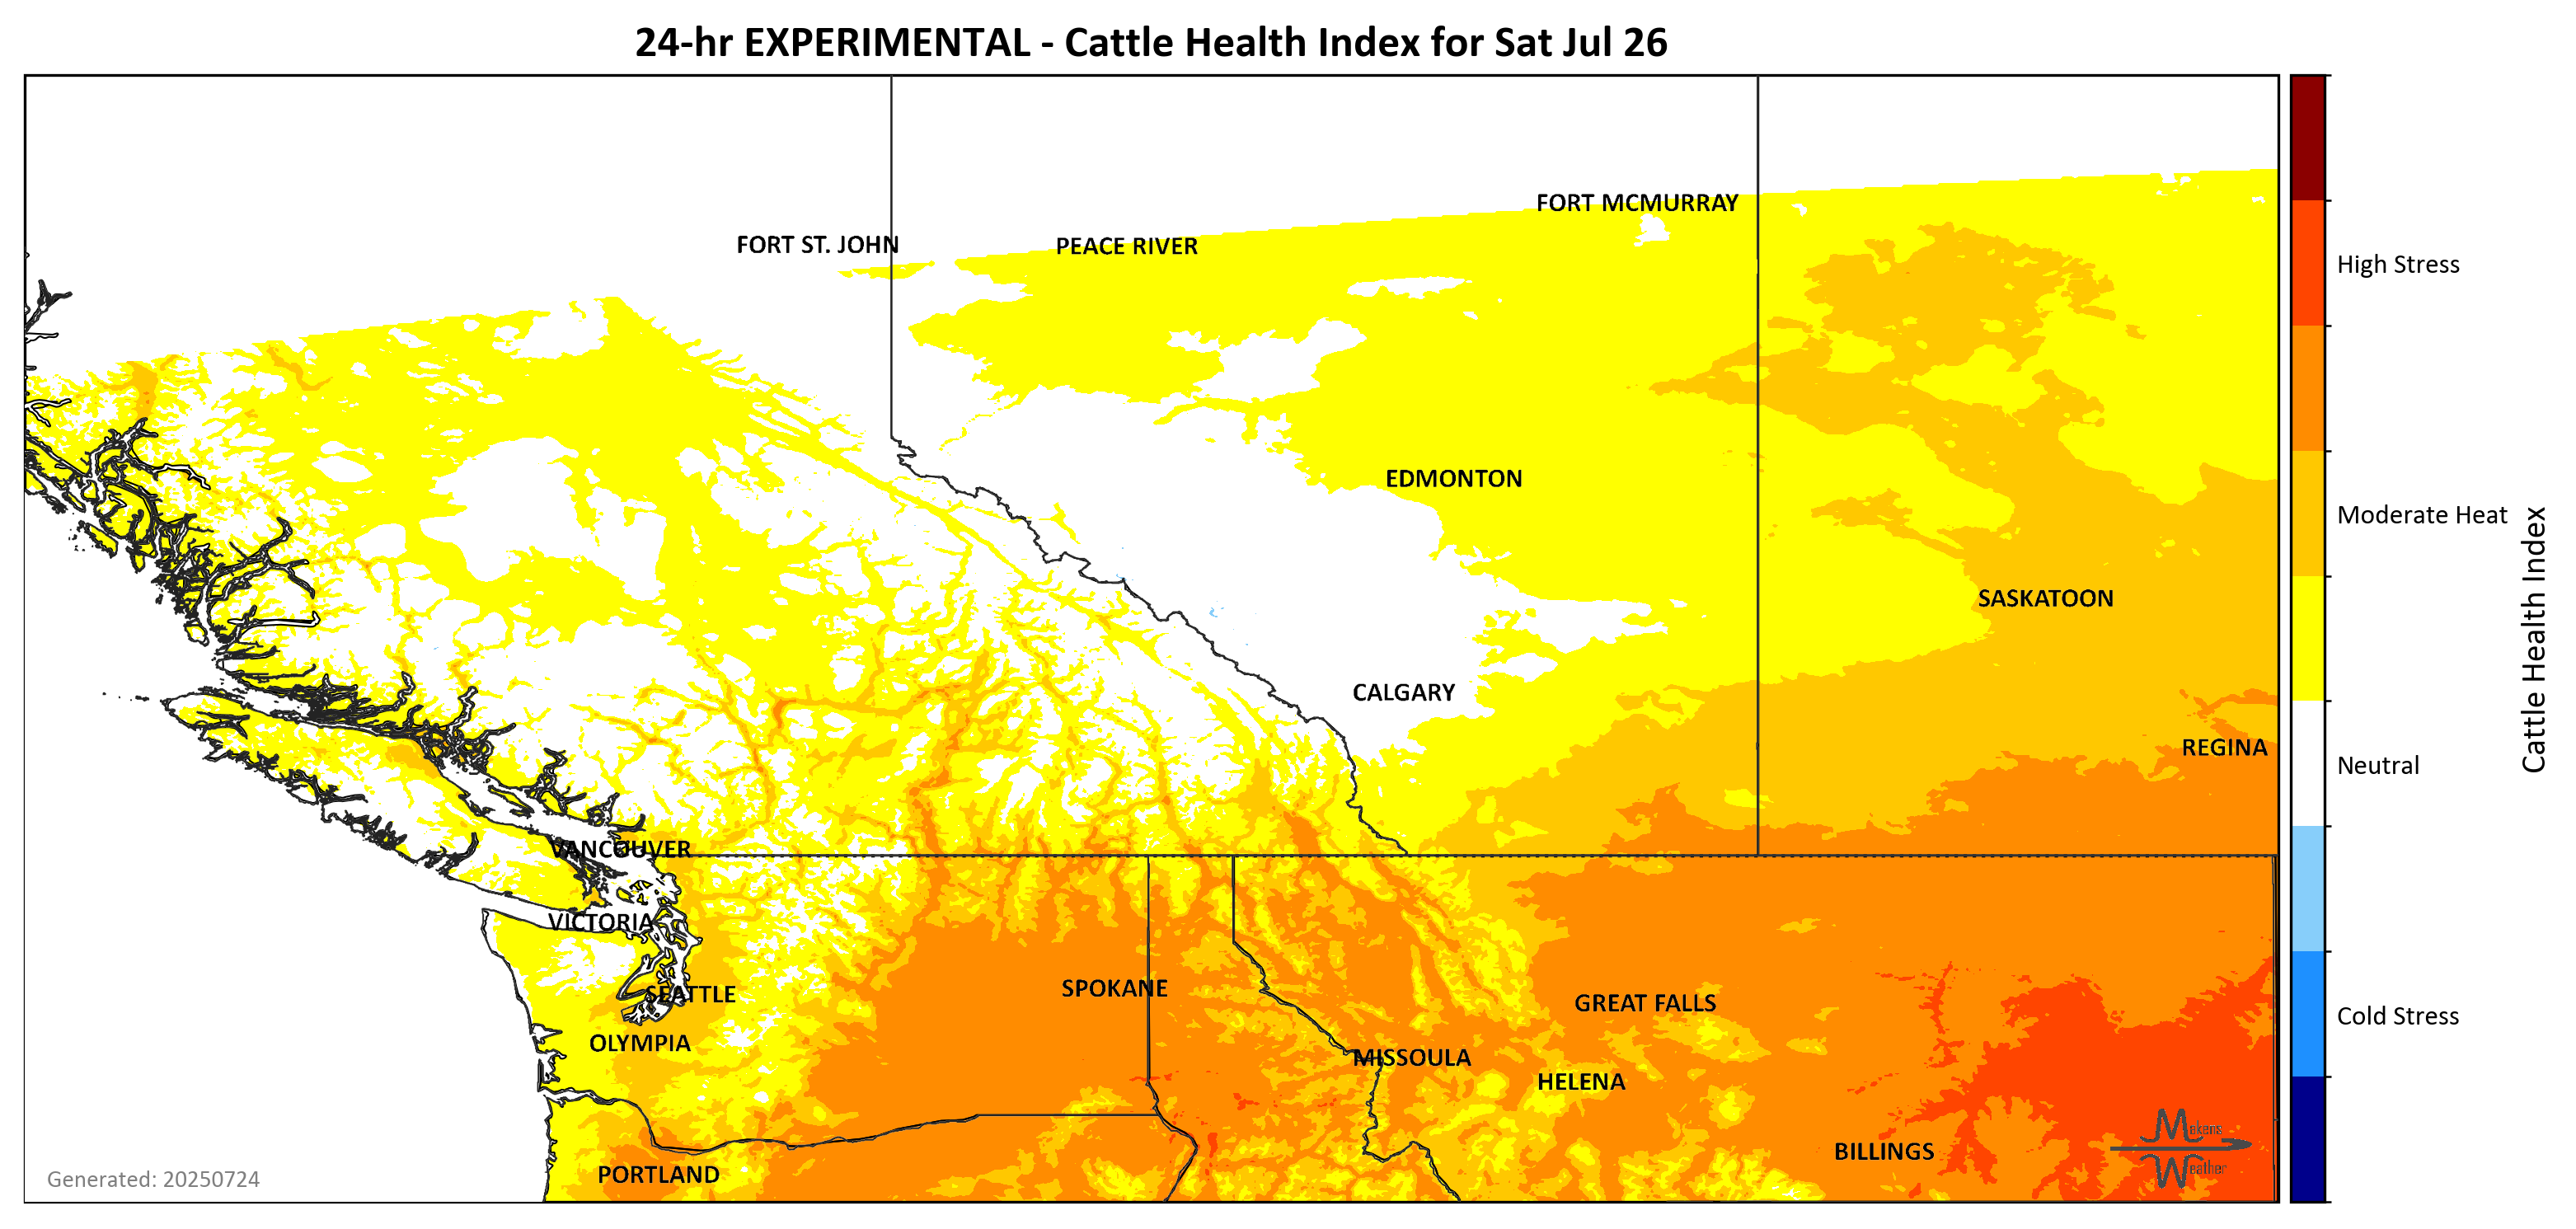 24-hr EXPERIMENTAL - Cattle Health Index for Sat Jul 26
FORT MCMURRAY
FORT ST. JOHN
PEACE RIVER
High Stress
EDMONTON
Moderate Heat
SASKATOON
CALGARY
REGINA
Neutral
Cattle Health Index
VANCOUVER
VICTORIA
SEATTLE
SPOKANE
GREAT FALLS
Cold Stress
OLYMPIA
MISSOULA
HELENA
BILLINGS
Makens
Weather
PORTLAND
Generated: 20250724